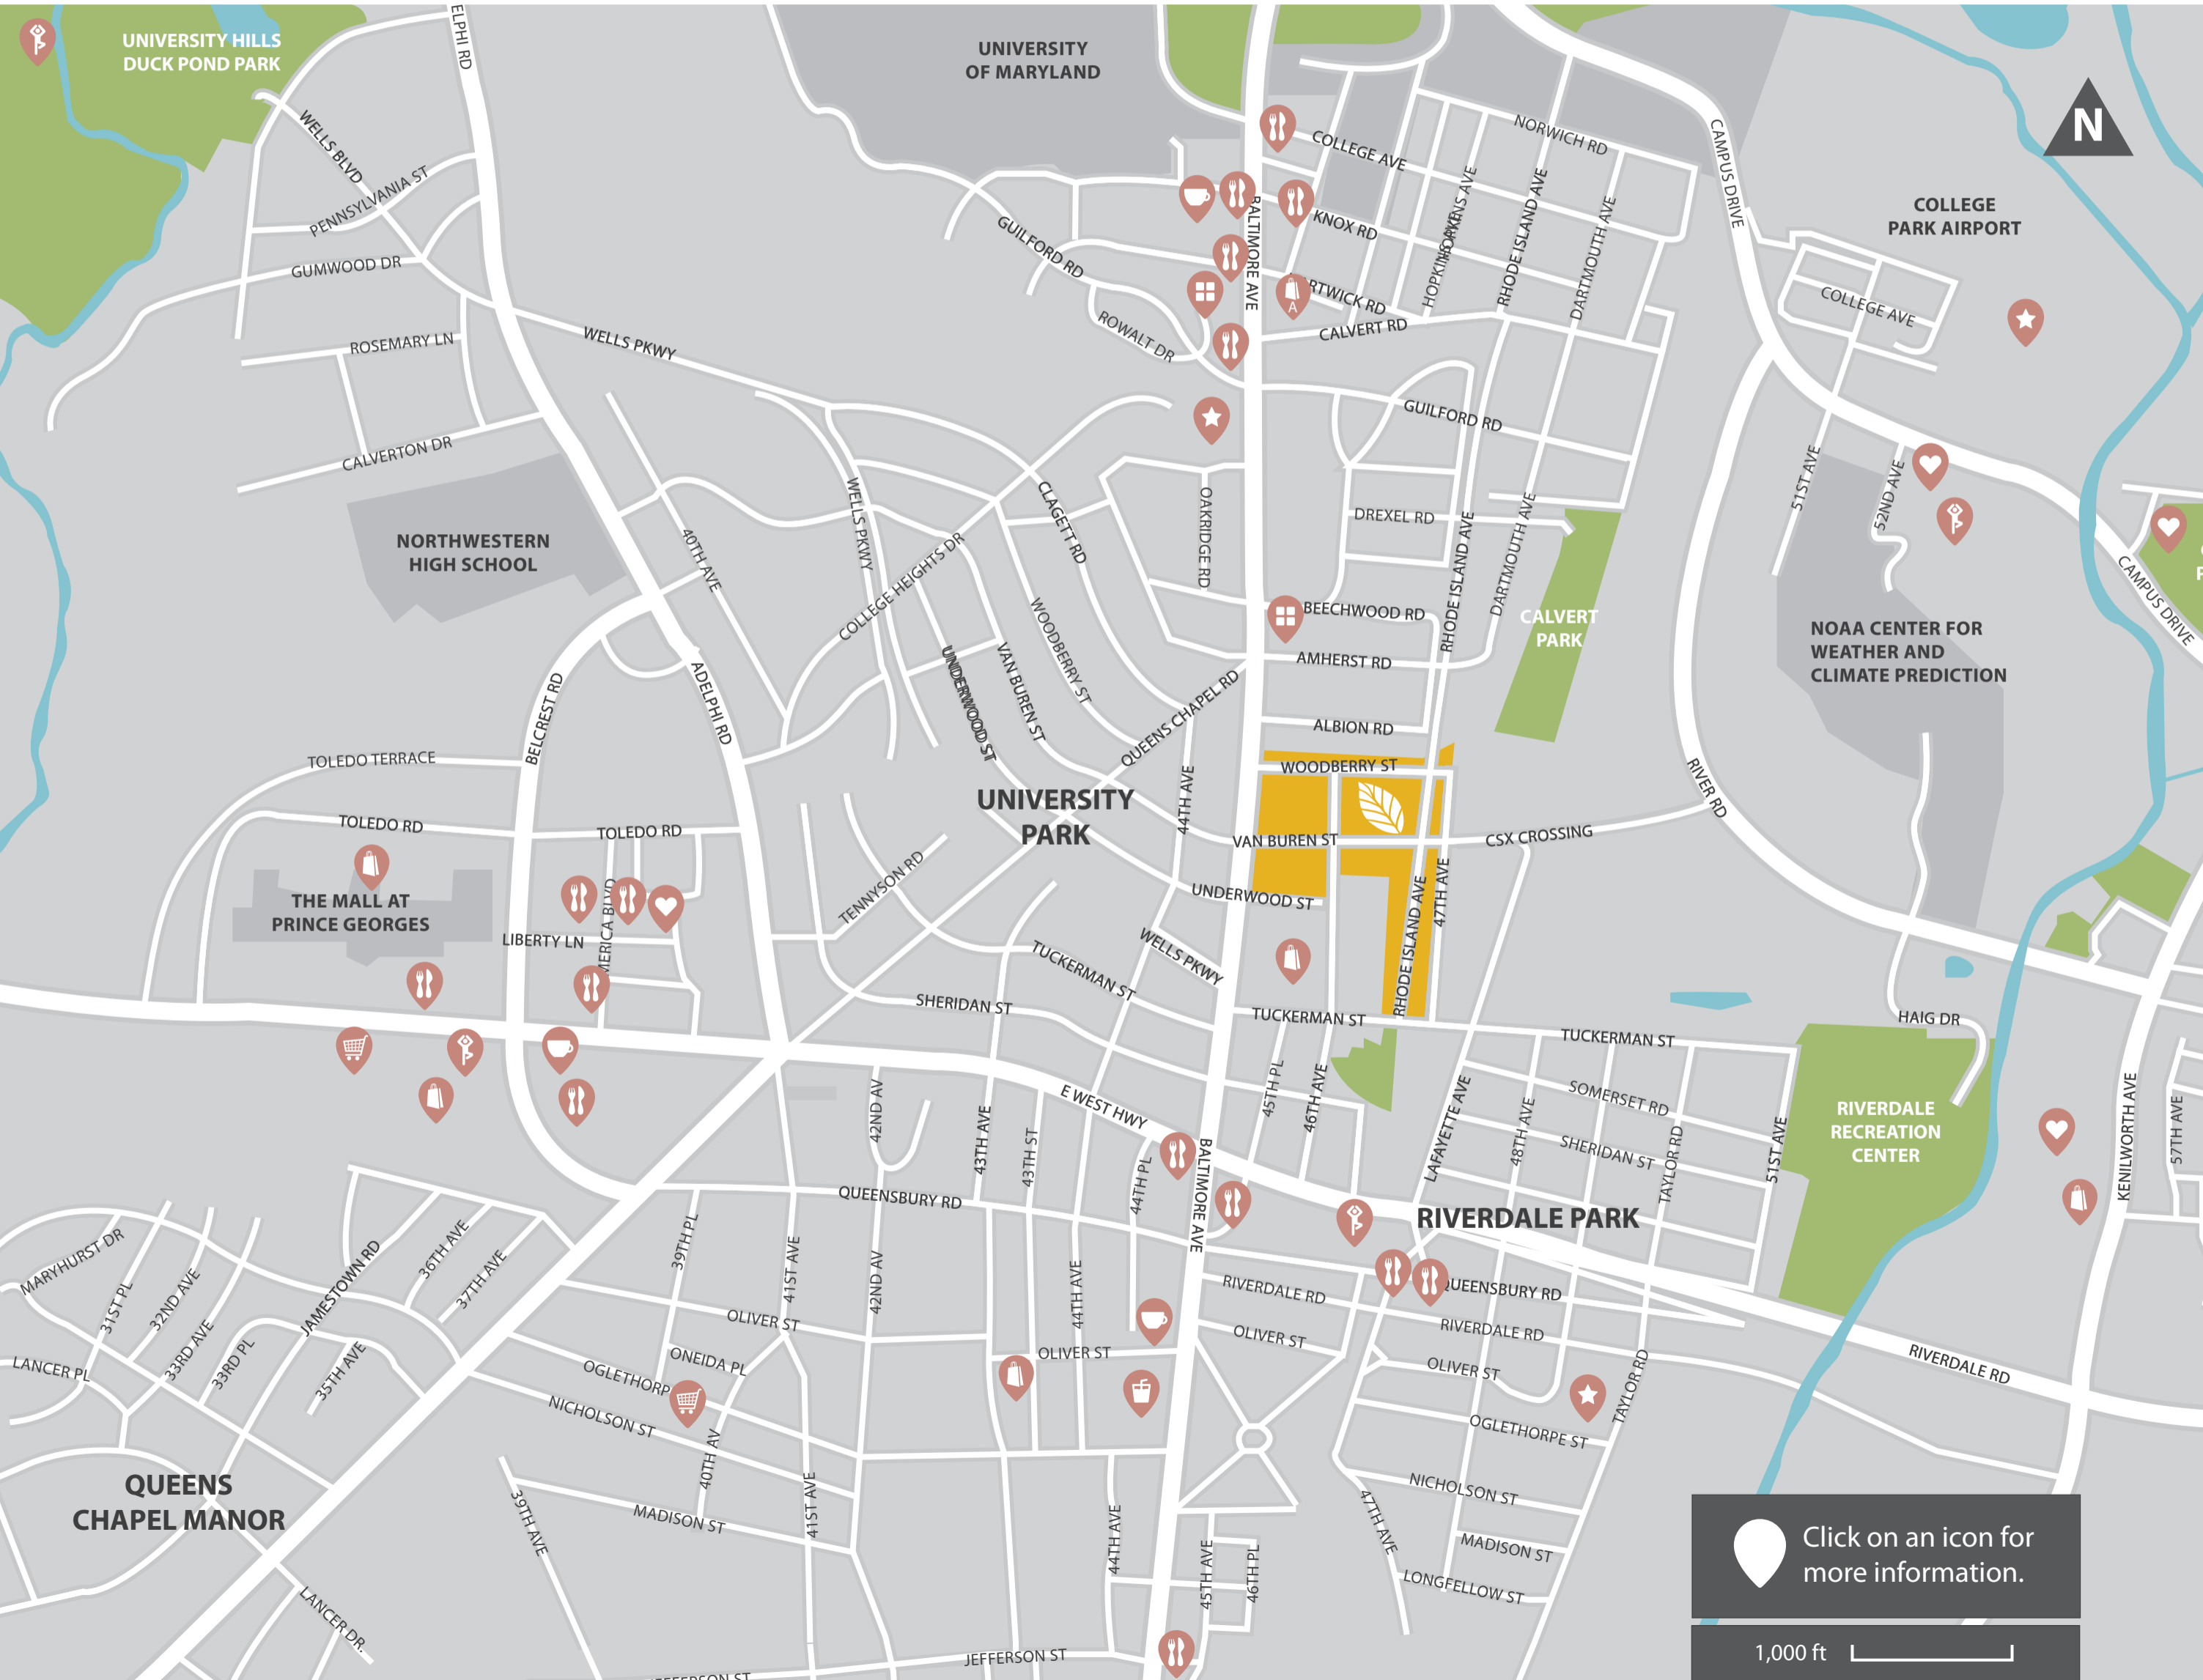 UNIVERSITY HILLS
DUCK POND PARK
ELPHI RD
UNIVERSITY
OF MARYLAND
N
WELLS BLVD
PENNSYLVANIA ST
GUMWOOD DR
ROSEMARY LN
CALVERTON DR
WELLS PKWY
GUILFORD RD
ROWALT DR
BALTIMORE AVE
COLLEGE AVE
KNOX RD
RTWICK RD
A
CALVERT RD
NORWICH RD
HOPKINS AVE
RHODE ISLAND AVE
DARTMOUTH AVE
CAMPUS DRIVE
COLLEGE
PARK AIRPORT
COLLEGE AVE
GUILFORD RD
NORTHWESTERN
HIGH SCHOOL
40TH AVE
WELLS PKWY
COLLEGE HEIGHTS DR
CLAGETT RD
OAKRIDGE RD
DREXEL RD
RHODE ISLAND AVE
DARTMOUTH AVE
51ST AVE
52ND AVE
CAMPUS DRIVE
P
UNDERWOOD ST
VAN BUREN ST
WOODBERRY ST
BEECHWOOD RD
AMHERST RD
CALVERT
PARK
NOAA CENTER FOR
WEATHER AND
CLIMATE PREDICTION
BELCREST RD
ADELPHI RD
QUEENS CHAPEL RD
ALBION RD
TOLEDO TERRACE
WOODBERRY ST
RIVER RD
UNIVERSITY
PARK
44TH AVE
TOLEDO RD
TOLEDO RD
VAN BUREN ST
CSX CROSSING
THE MALL AT
PRINCE GEORGES
MERICA BLVD
LIBERTY LN
TENNYSON RD
UNDERWOOD ST
RHODE ISLAND AVE
47TH AVE
WELLS PKWY
TUCKERMAN ST
SHERIDAN ST
TUCKERMAN ST
TUCKERMAN ST
HAIG DR
45TH PL
46TH AVE
LAFAYETTE AVE
SOMERSET RD
48TH AVE
SHERIDAN ST
TAYLOR RD
51ST AVE
RIVERDALE
RECREATION
CENTER
KENILWORTH AVE
57TH AVE
42ND AV
43TH AVE
43TH ST
E WEST HWY
44TH PL
BALTIMORE AVE
QUEENSBURY RD
RIVERDALE PARK
MARYHURST DR
31ST PL
32ND AVE
33RD AVE
33RD PL
JAMESTOWN RD
35TH AVE
36TH AVE
37TH AVE
39TH PL
41ST AVE
42ND AV
44TH AVE
RIVERDALE RD
QUEENSBURY RD
RIVERDALE RD
RIVERDALE RD
LANCER PL
OLIVER ST
ONEIDA PL
OGLETHORP
OLIVER ST
OLIVER ST
OLIVER ST
TAYLOR RD
NICHOLSON ST
40TH AV
OGLETHORPE ST
QUEENS
CHAPEL MANOR
39TH AVE
MADISON ST
41ST AVE
44TH AVE
45TH AVE
46TH PL
47TH AVE
NICHOLSON ST
MADISON ST
LONGFELLOW ST
LANCER DR.
JEFFERSON ST
Click on an icon for
more information.
1,000 ft